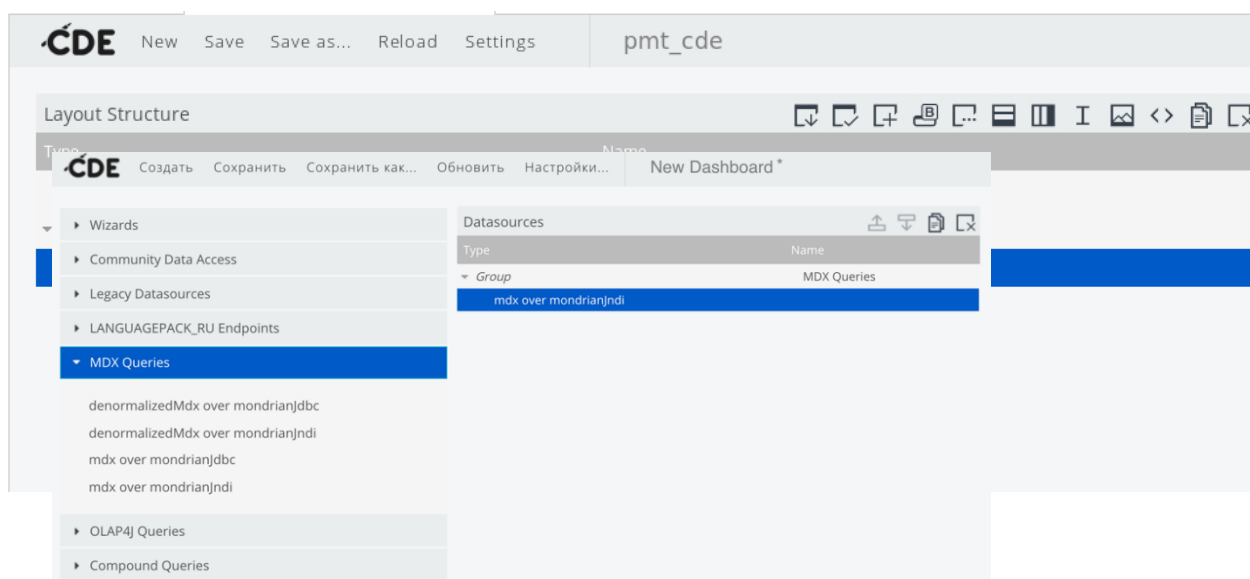 CDE New Save Save as... Reload Settings pmt_cde
Layout Structure
Type Name
CDE Создать Сохранить Сохранить как... Обновить Настройки... New Dashboard *
Wizards
Community Data Access
Legacy Datasources
LANGUAGEPACK_RU Endpoints
MDX Queries
denormalizedMdx over mondrianJdbc
denormalizedMdx over mondrianJndi
mdx over mondrianJdbc
mdx over mondrianJndi
OLAP4J Queries
Compound Queries
Datasources
Type Name
Group MDX Queries
mdx over mondrianJndi